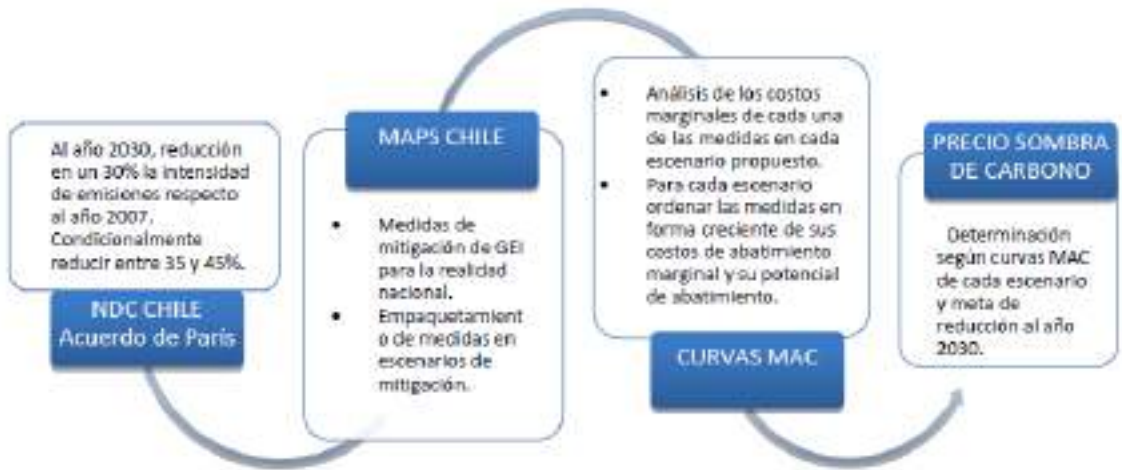 Al año 2030, reducción
en un 30% la intensidad
de emisiones respecto
al año 2007.
Condicionalmente
reducir entre 35 y 45%.
NDC CHILE
Acuerdo de París
MAPS CHILE
• Medidas de
mitigación de GEI
para la realidad
nacional.
• Empaquetamient
o de medidas en
escenarios de
mitigación.
• Análisis de los costos
marginales de cada una
de las medidas en cada
escenario propuesto.
• Para cada escenario
ordenar las medidas en
forma creciente de sus
costos de abatimiento
marginal y su potencial
de abatimiento.
CURVAS MAC
PRECIO SOMBRA
DE CARBONO
Determinación
según curvas MAC
de cada escenario
y meta de
reducción al año
2030.